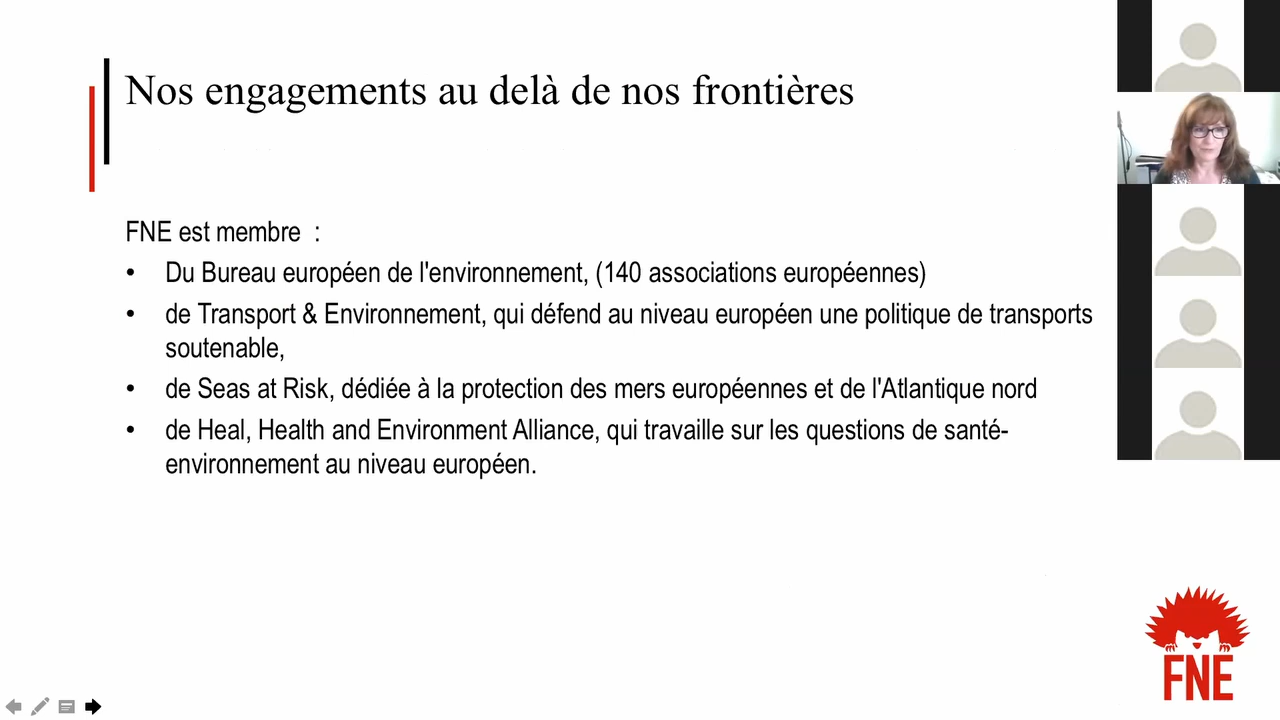 Nos engagements au delà de nos frontières
FNE est membre  :
• Du Bureau européen de l'environnement, (140 associations européennes)
• de Transport & Environnement, qui défend au niveau européen une politique de transports
soutenable,
• de Seas at Risk, dédiée à la protection des mers européennes et de l'Atlantique nord
• de Heal, Health and Environment Alliance, qui travaille sur les questions de santé-
environnement au niveau européen.
FNE